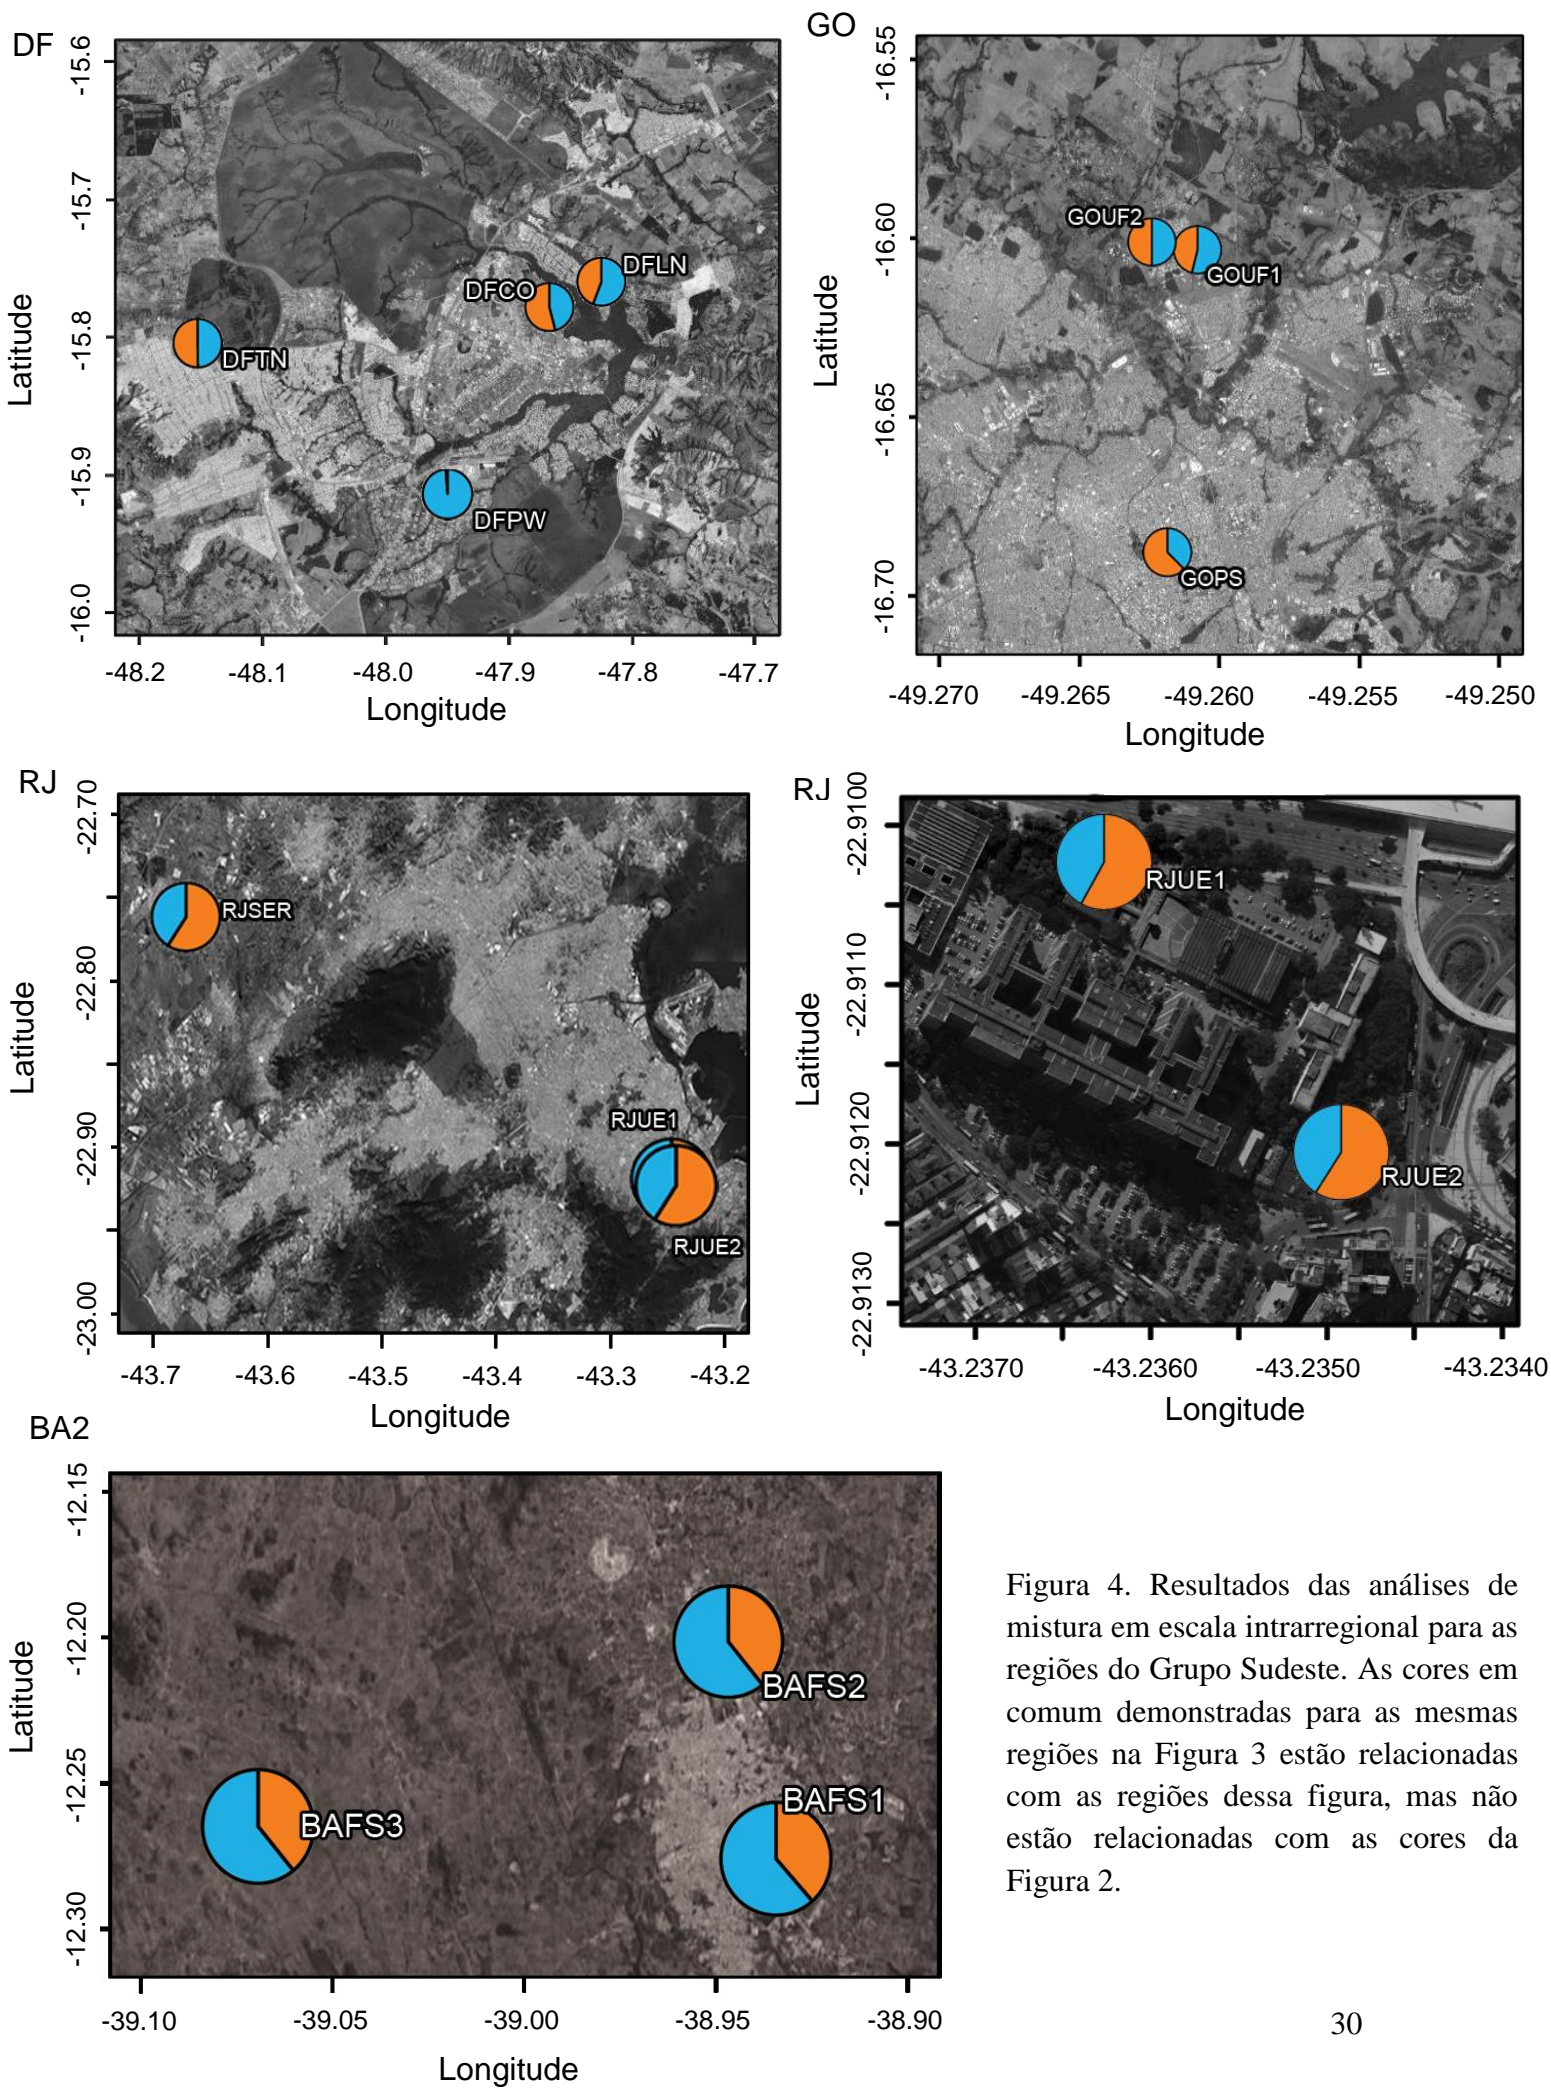 DF
-15.6
-15.7
-15.8
-15.9
-16.0
Latitude
DFLN
DFCO
DFTN
DFPW
-48.2 -48.1 -48.0 -47.9 -47.8 -47.7
Longitude
GO
-16.55
-16.60
-16.65
-16.70
Latitude
GOUF2
GOUF1
GOPS
-49.270 -49.265 -49.260 -49.255 -49.250
Longitude
RJ
-22.70
-22.80
-22.90
-23.00
Latitude
RJSER
RJUE1
RJUE2
-43.7 -43.6 -43.5 -43.4 -43.3 -43.2
Longitude
RJ
-22.9100
-22.9110
-22.9120
-22.9130
Latitude
RJUE1
RJUE2
-43.2370 -43.2360 -43.2350 -43.2340
Longitude
BA2
-12.15
-12.20
-12.25
-12.30
Latitude
BAFS2
BAFS1
BAFS3
-39.10 -39.05 -39.00 -38.95 -38.90
Longitude
Figura 4. Resultados das análises de
mistura em escala intrarregional para as
regiões do Grupo Sudeste. As cores em
comum demonstradas para as mesmas
regiões na Figura 3 estão relacionadas
com as regiões dessa figura, mas não
estão relacionadas com as cores da
Figura 2.
30